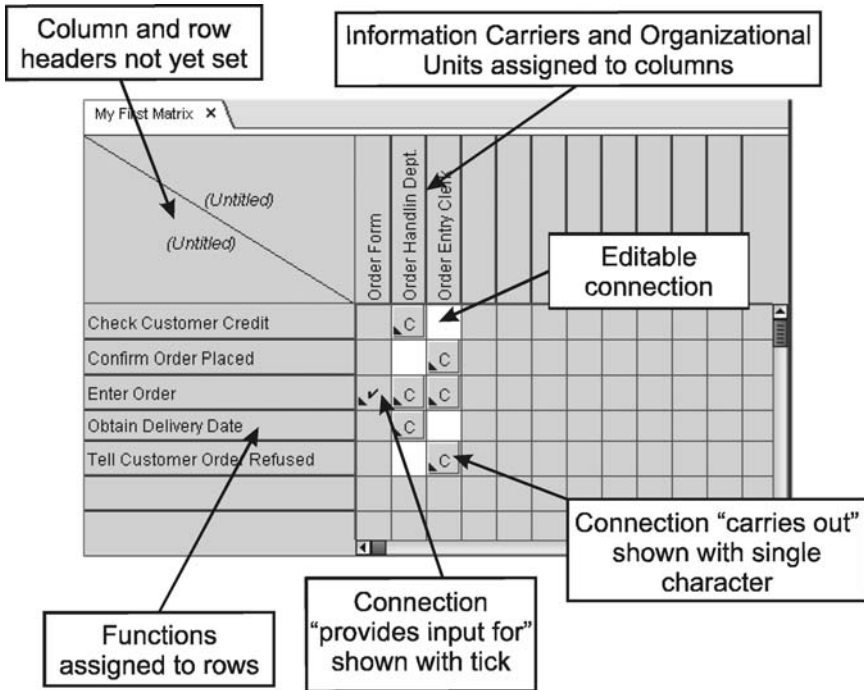 Column and row
headers not yet set
Information Carriers and Organizational
Units assigned to columns
My First Matrix ×
(Untitled)
(Untitled)
Order Form
Order Handlin Dept.
Order Entry Clerk
Editable
connection
Check Customer Credit
C
Confirm Order Placed
C
Enter Order
✓ C C
Obtain Delivery Date
C
Tell Customer Order Refused
C
Connection “carries out”
shown with single
character
Connection
“provides input for”
shown with tick
Functions
assigned to rows